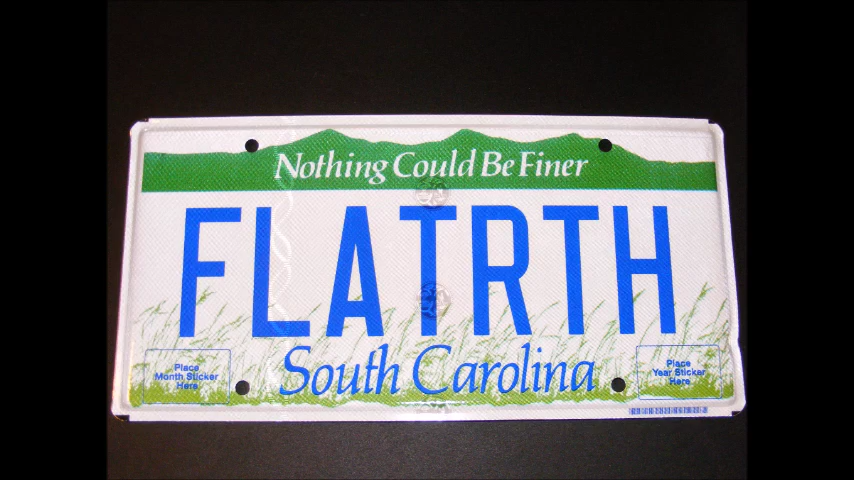 Nothing Could Be Finer
FLATRTH
South Carolina
Place
Month Sticker
Here
Place
Year Sticker
Here